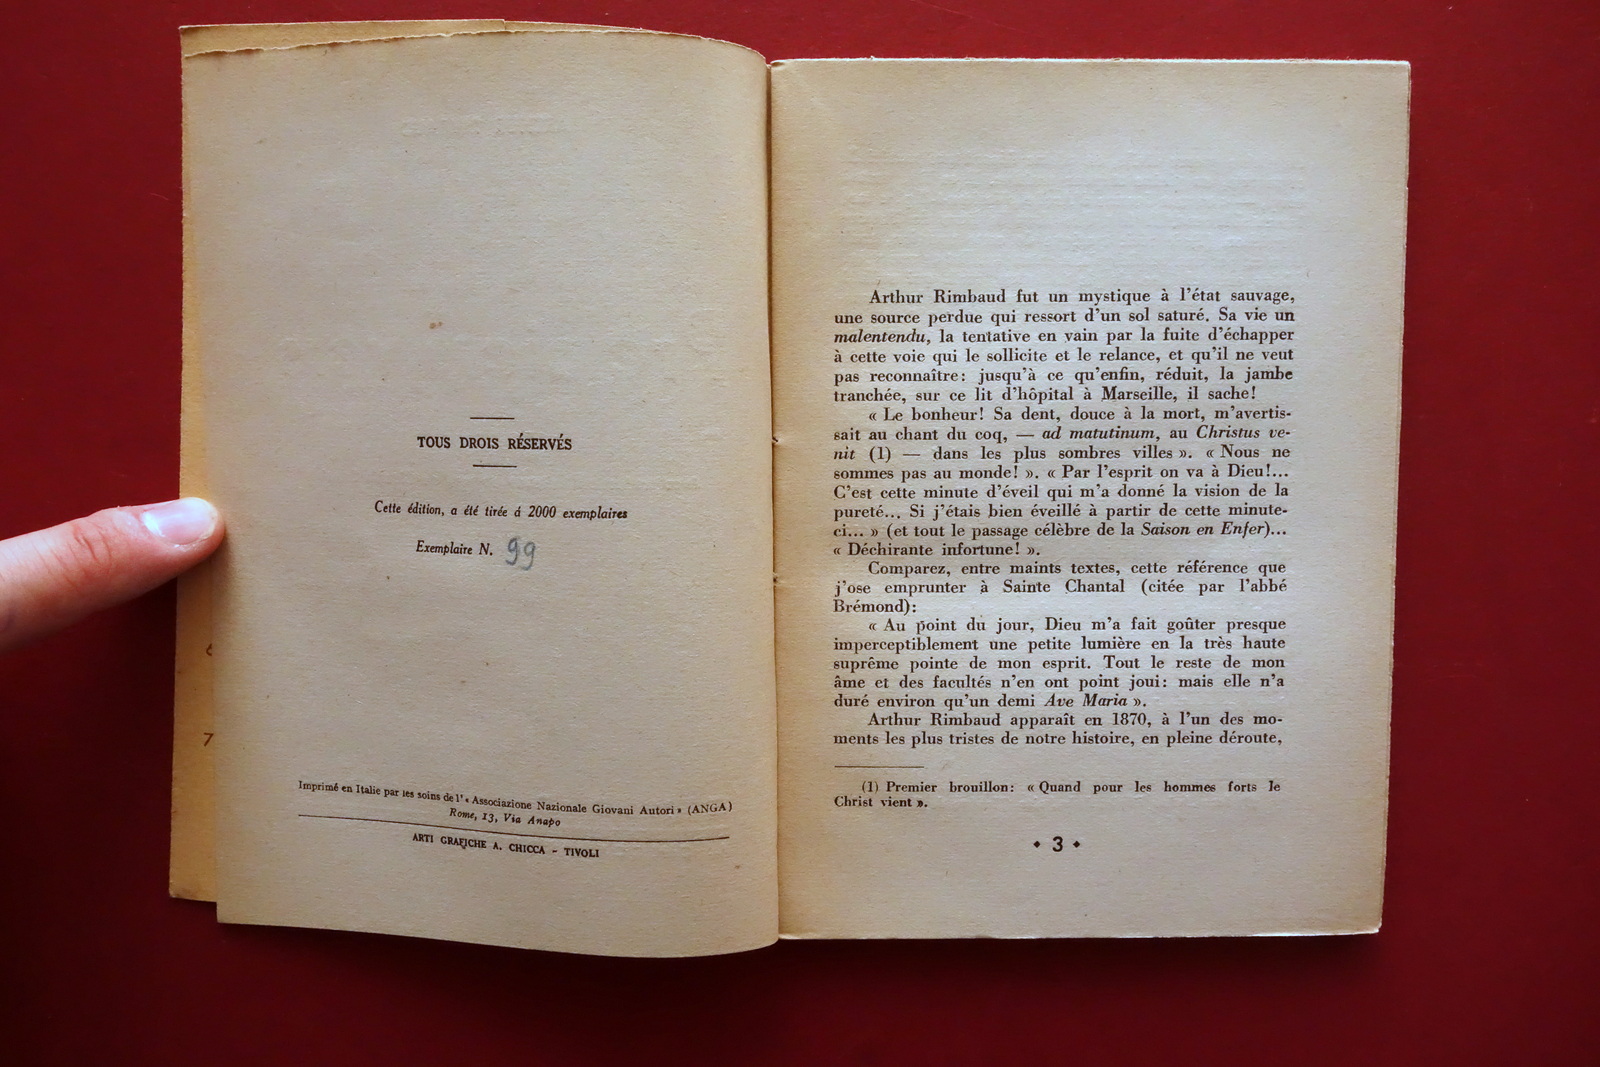 TOUS DROIS RÉSERVÉS
Cette édition, a été tirée á 2000 exemplaires
Exemplaire N. 99
6
7
Imprimé en Italie par les soins de l'« Associazione Nazionale Giovani Autori » (ANGA)
Rome, 13, Via Anapo
ARTI GRAFICHE A. CHICCA - TIVOLI
Arthur Rimbaud fut un mystique à l'état sauvage,
une source perdue qui ressort d'un sol saturé. Sa vie un
malentendu, la tentative en vain par la fuite d'échapper
à cette voie qui le sollicite et le relance, et qu'il ne veut
pas reconnaître: jusqu'à ce qu'enfin, réduit, la jambe
tranchée, sur ce lit d'hôpital à Marseille, il sache!
« Le bonheur! Sa dent, douce à la mort, m'avertis-
sait au chant du coq, — ad matutinum, au Christus ve-
nit (1) — dans les plus sombres villes ». « Nous ne
sommes pas au monde! ». « Par l'esprit on va à Dieu!...
C'est cette minute d'éveil qui m'a donné la vision de la
pureté... Si j'étais bien éveillé à partir de cette minute-
ci... » (et tout le passage célèbre de la Saison en Enfer)...
« Déchirante infortune! ».
Comparez, entre maints textes, cette référence que
j'ose emprunter à Sainte Chantal (citée par l'abbé
Brémond):
« Au point du jour, Dieu m'a fait goûter presque
imperceptiblement une petite lumière en la très haute
suprême pointe de mon esprit. Tout le reste de mon
âme et des facultés n'en ont point joui: mais elle n'a
duré environ qu'un demi Ave Maria ».
Arthur Rimbaud apparaît en 1870, à l'un des mo-
ments les plus tristes de notre histoire, en pleine déroute,
(1) Premier brouillon: « Quand pour les hommes forts le
Christ vient ».
• 3 •